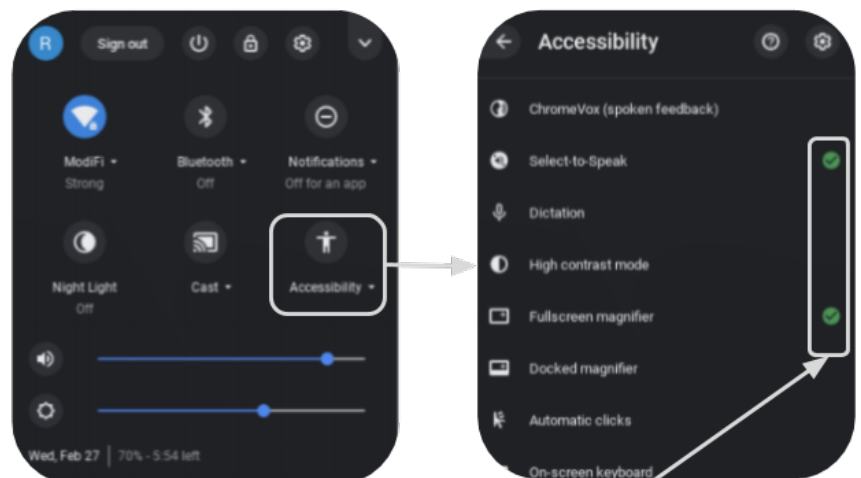 R
Sign out
ModiFi
Strong
Bluetooth
Off
Notifications
Off for an app
Night Light
Off
Cast
Accessibility
Wed, Feb 27
70% - 5:54 left
Accessibility
ChromeVox (spoken feedback)
Select-to-Speak
Dictation
High contrast mode
Fullscreen magnifier
Docked magnifier
Automatic clicks
On-screen keyboard